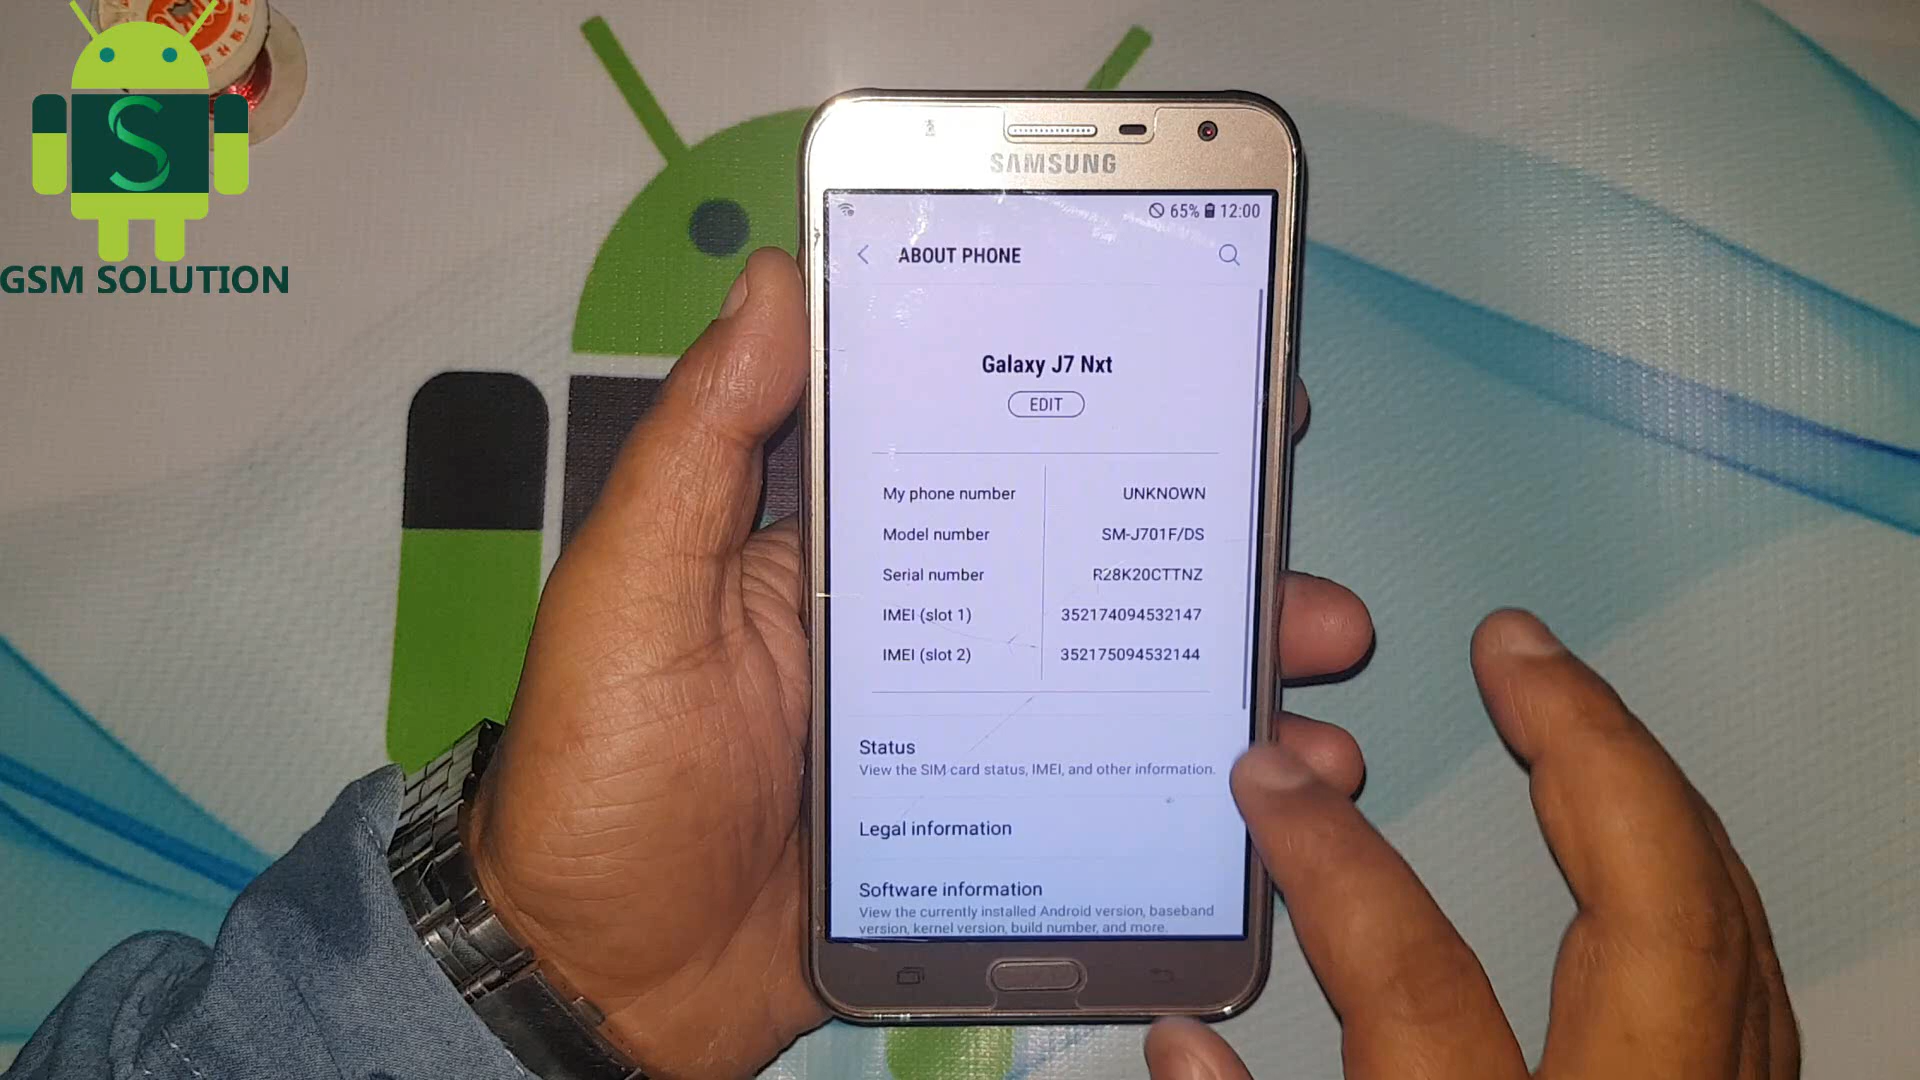 S
GSM SOLUTION
SAMSUNG
65% 12:00
ABOUT PHONE
Galaxy J7 Nxt
EDIT
My phone number UNKNOWN
Model number SM-J701F/DS
Serial number R28K20CTTNZ
IMEI (slot 1) 352174094532147
IMEI (slot 2) 352175094532144
Status
View the SIM card status, IMEI, and other information.
Legal information
Software information
View the currently installed Android version, baseband
version, kernel version, build number, and more.